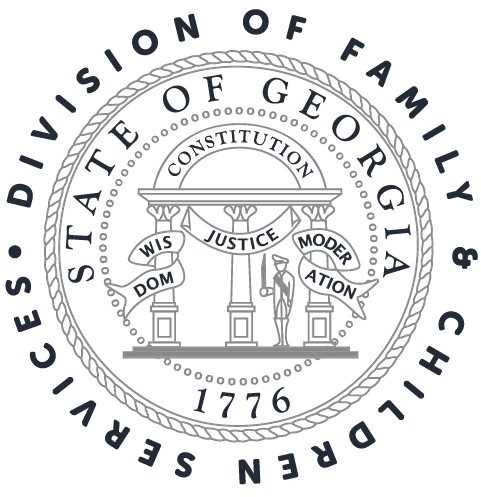 DIVISION OF FAMILY & CHILDREN SERVICES •
STATE OF GEORGIA
CONSTITUTION
WIS
DOM
JUSTICE
MODER
ATION
1776